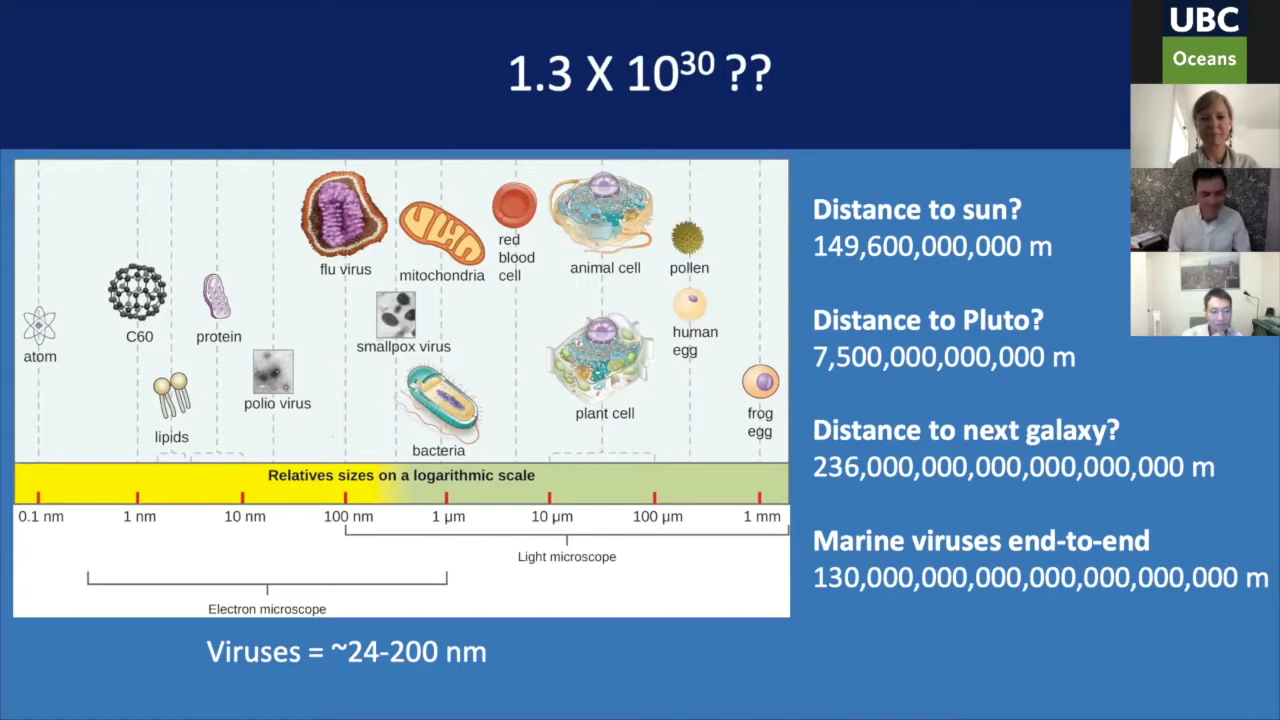 1.3 X 10³⁰ ??
UBC
Oceans
flu virus
mitochondria
red
blood
cell
animal cell
pollen
C60
protein
smallpox virus
human
egg
atom
polio virus
plant cell
frog
egg
lipids
bacteria
Relatives sizes on a logarithmic scale
0.1 nm
1 nm
10 nm
100 nm
1 µm
10 µm
100 µm
1 mm
Light microscope
Electron microscope
Viruses = ~24-200 nm
Distance to sun?
149,600,000,000 m
Distance to Pluto?
7,500,000,000,000 m
Distance to next galaxy?
236,000,000,000,000,000,000 m
Marine viruses end-to-end
130,000,000,000,000,000,000,000 m